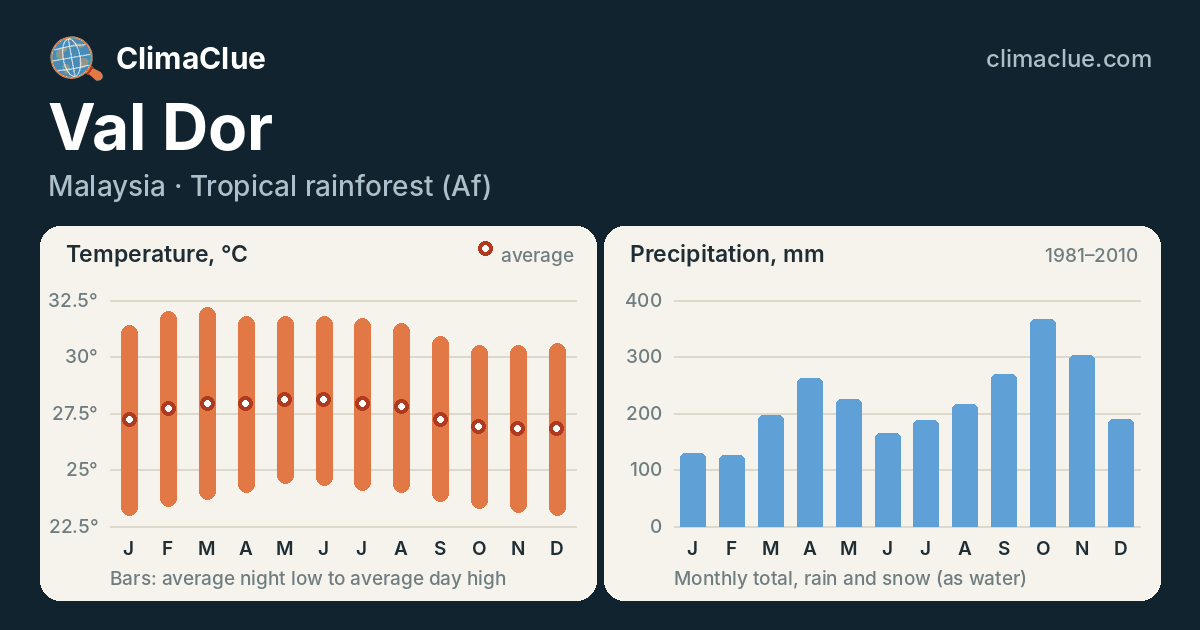 ClimaClue
climaclue.com
Val Dor
Malaysia · Tropical rainforest (Af)
Temperature, °C
average
32.5°
30°
27.5°
25°
22.5°
J F M A M J J A S O N D
Bars: average night low to average day high
Precipitation, mm
1981–2010
400
300
200
100
0
J F M A M J J A S O N D
Monthly total, rain and snow (as water)